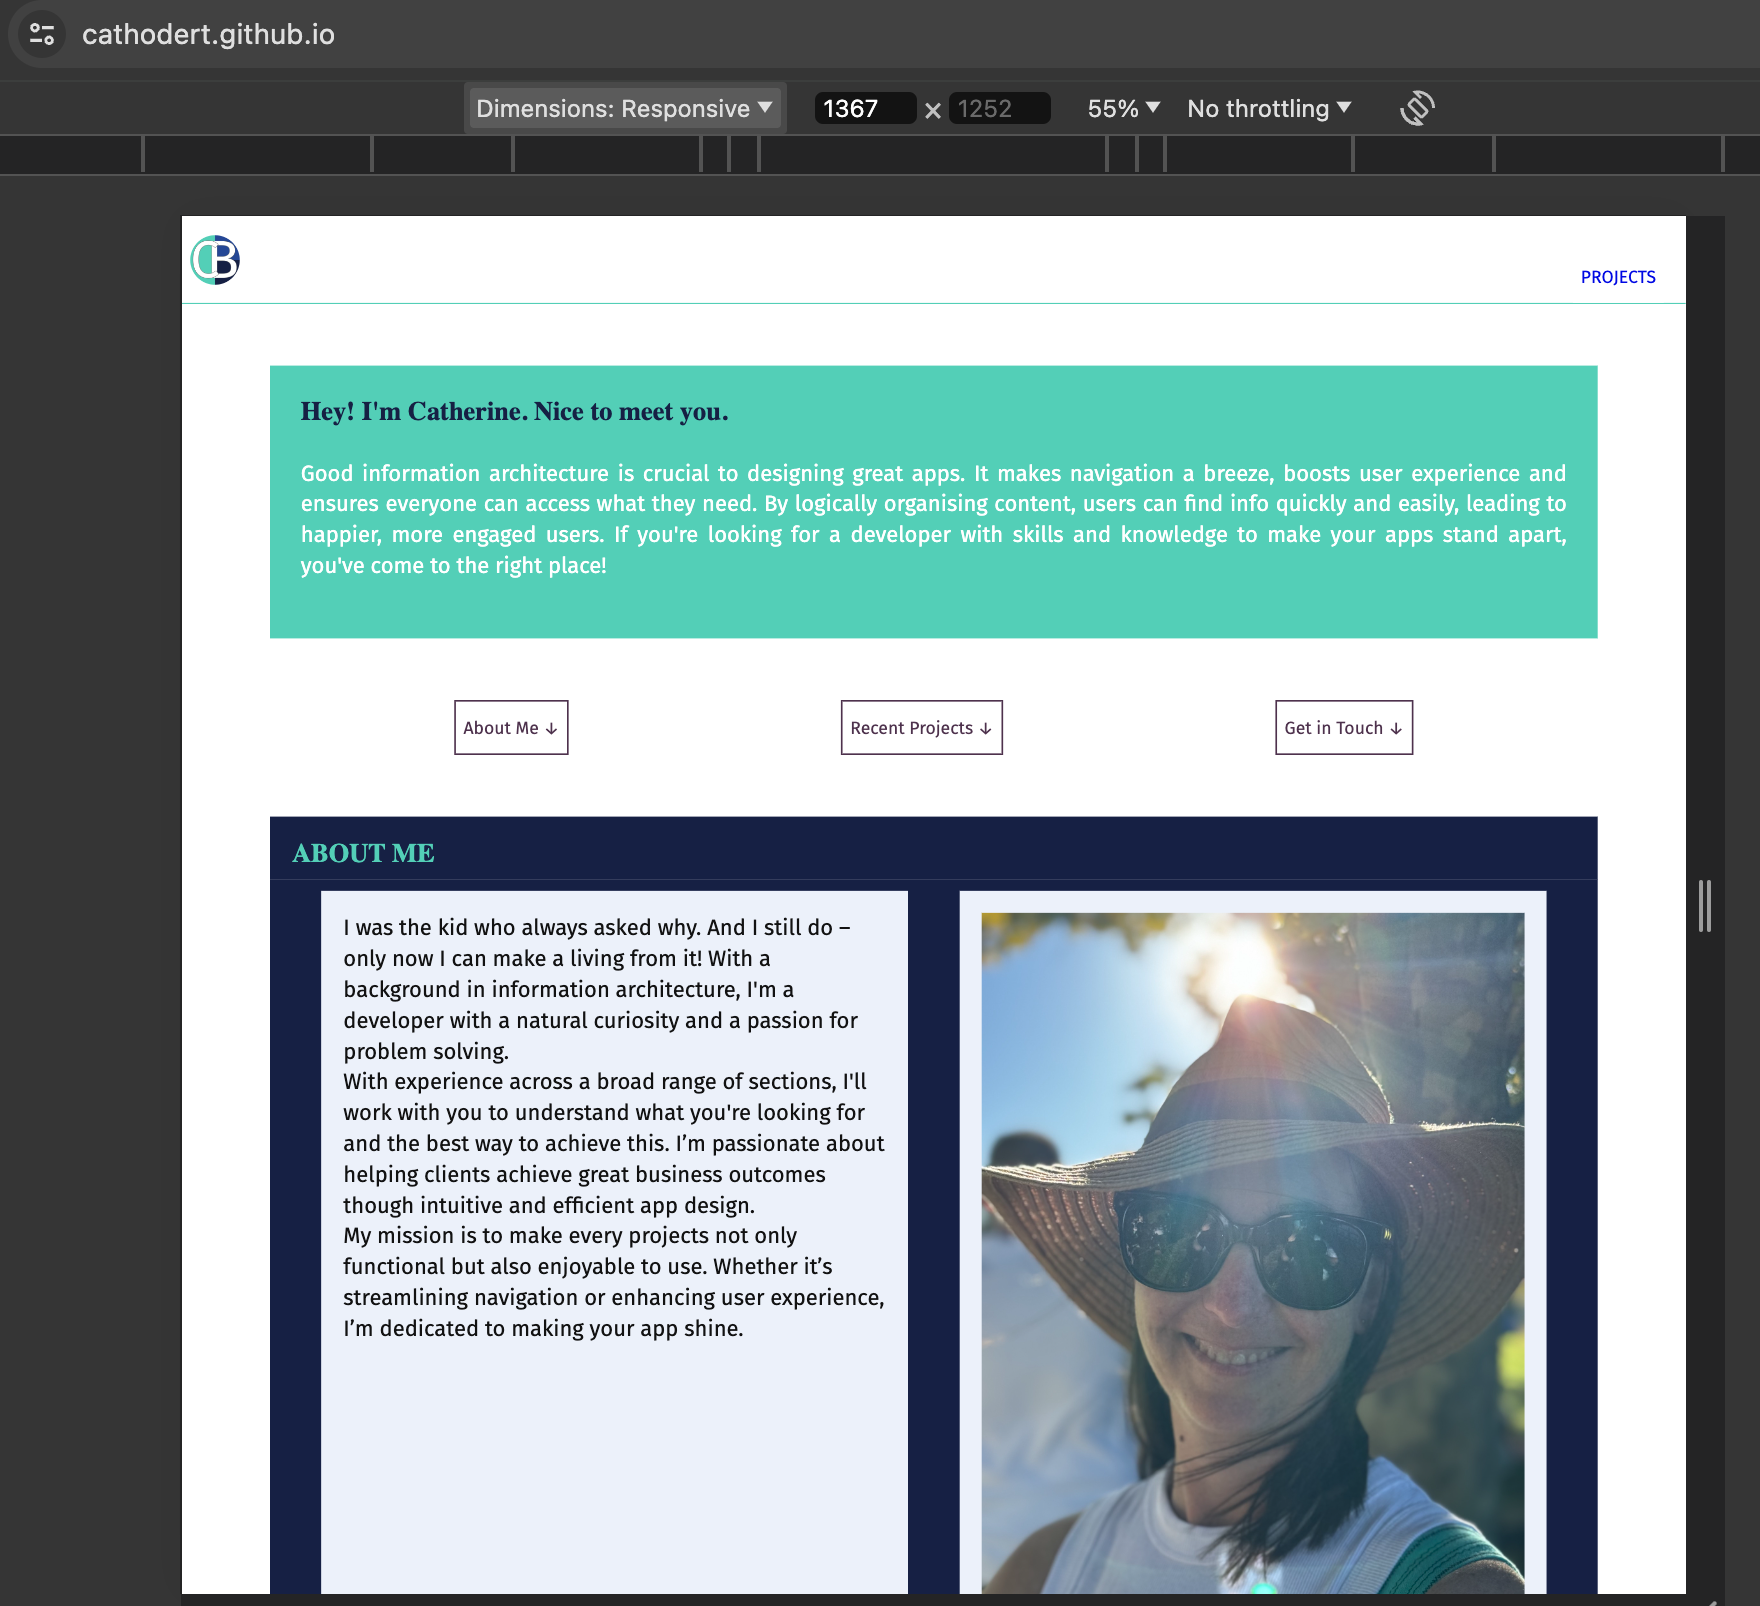 cathodert.github.io
Dimensions: Responsive ▼ 1367 × 1252 55% ▼ No throttling ▼
CB
PROJECTS
Hey! I'm Catherine. Nice to meet you.
Good information architecture is crucial to designing great apps. It makes navigation a breeze, boosts user experience and
ensures everyone can access what they need. By logically organising content, users can find info quickly and easily, leading to
happier, more engaged users. If you're looking for a developer with skills and knowledge to make your apps stand apart,
you've come to the right place!
About Me ↓ Recent Projects ↓ Get in Touch ↓
ABOUT ME
I was the kid who always asked why. And I still do –
only now I can make a living from it! With a
background in information architecture, I'm a
developer with a natural curiosity and a passion for
problem solving.
With experience across a broad range of sections, I'll
work with you to understand what you're looking for
and the best way to achieve this. I’m passionate about
helping clients achieve great business outcomes
though intuitive and efficient app design.
My mission is to make every projects not only
functional but also enjoyable to use. Whether it’s
streamlining navigation or enhancing user experience,
I’m dedicated to making your app shine.